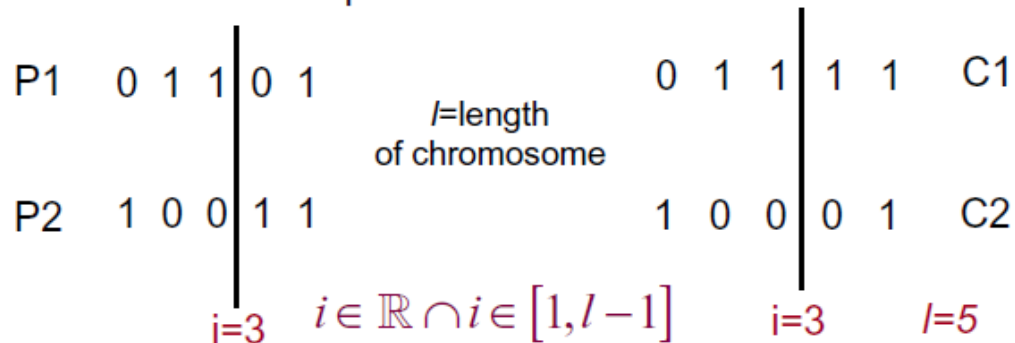 P1 0 1 1 0 1
0 1 1 1 1 C1
l=length
of chromosome
P2 1 0 0 1 1
1 0 0 0 1 C2
i=3
i ∈ ℝ ∩ i ∈ [1, l − 1]
i=3
l=5